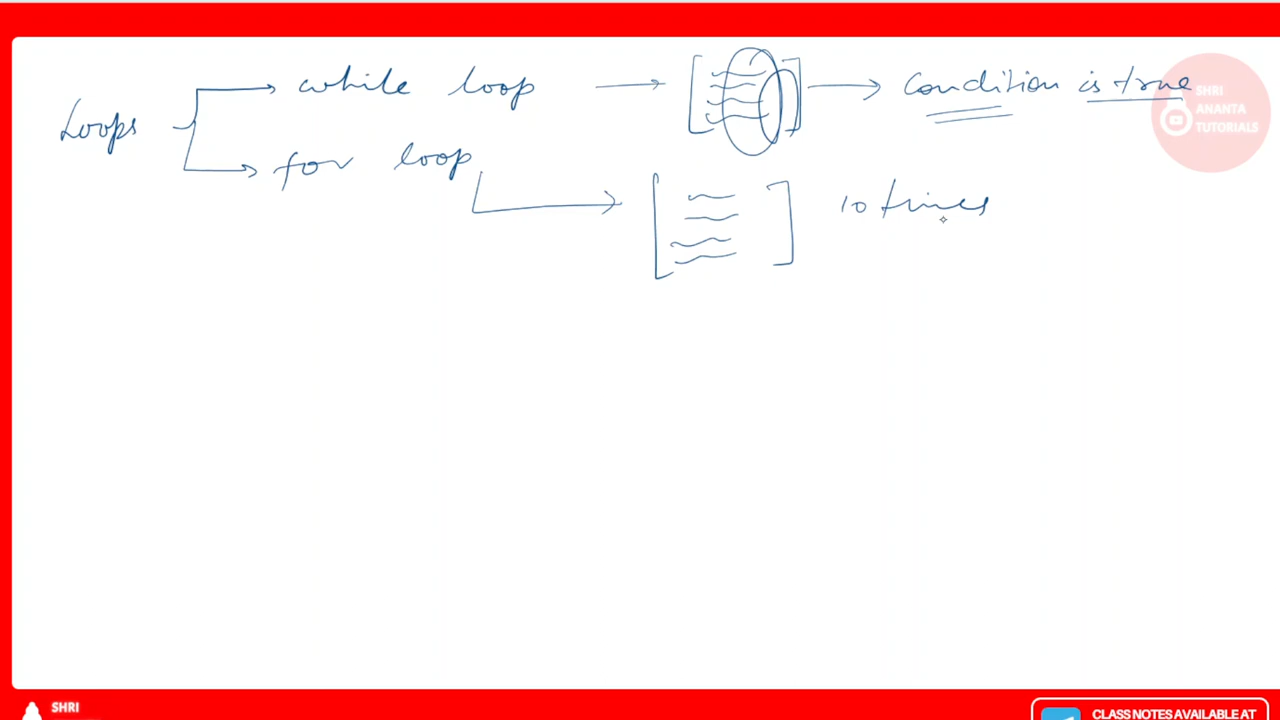 while loop
condition is true
Loops
for loop
10 times
SHRI
ANANTA
TUTORIALS
SHRI
CLASS NOTES AVAILABLE AT